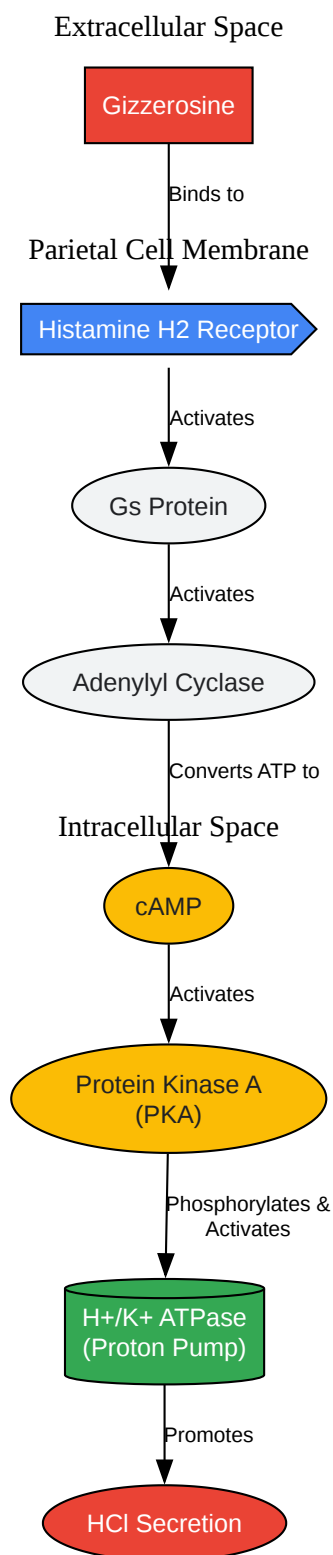 Extracellular Space
Gizzerosine
Binds to
Parietal Cell Membrane
Histamine H2 Receptor
Activates
Gs Protein
Activates
Adenylyl Cyclase
Converts ATP to
Intracellular Space
cAMP
Activates
Protein Kinase A
(PKA)
Phosphorylates &
Activates
H+/K+ ATPase
(Proton Pump)
Promotes
HCl Secretion